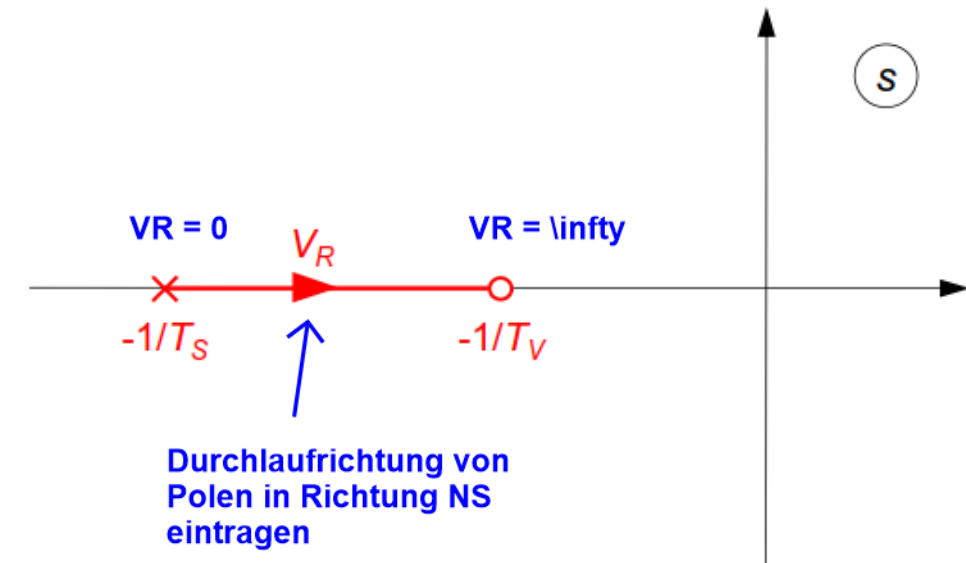 s
VR = 0
VR = \infty
V_R
-1/T_S
-1/T_V
Durchlaufrichtung von
Polen in Richtung NS
eintragen